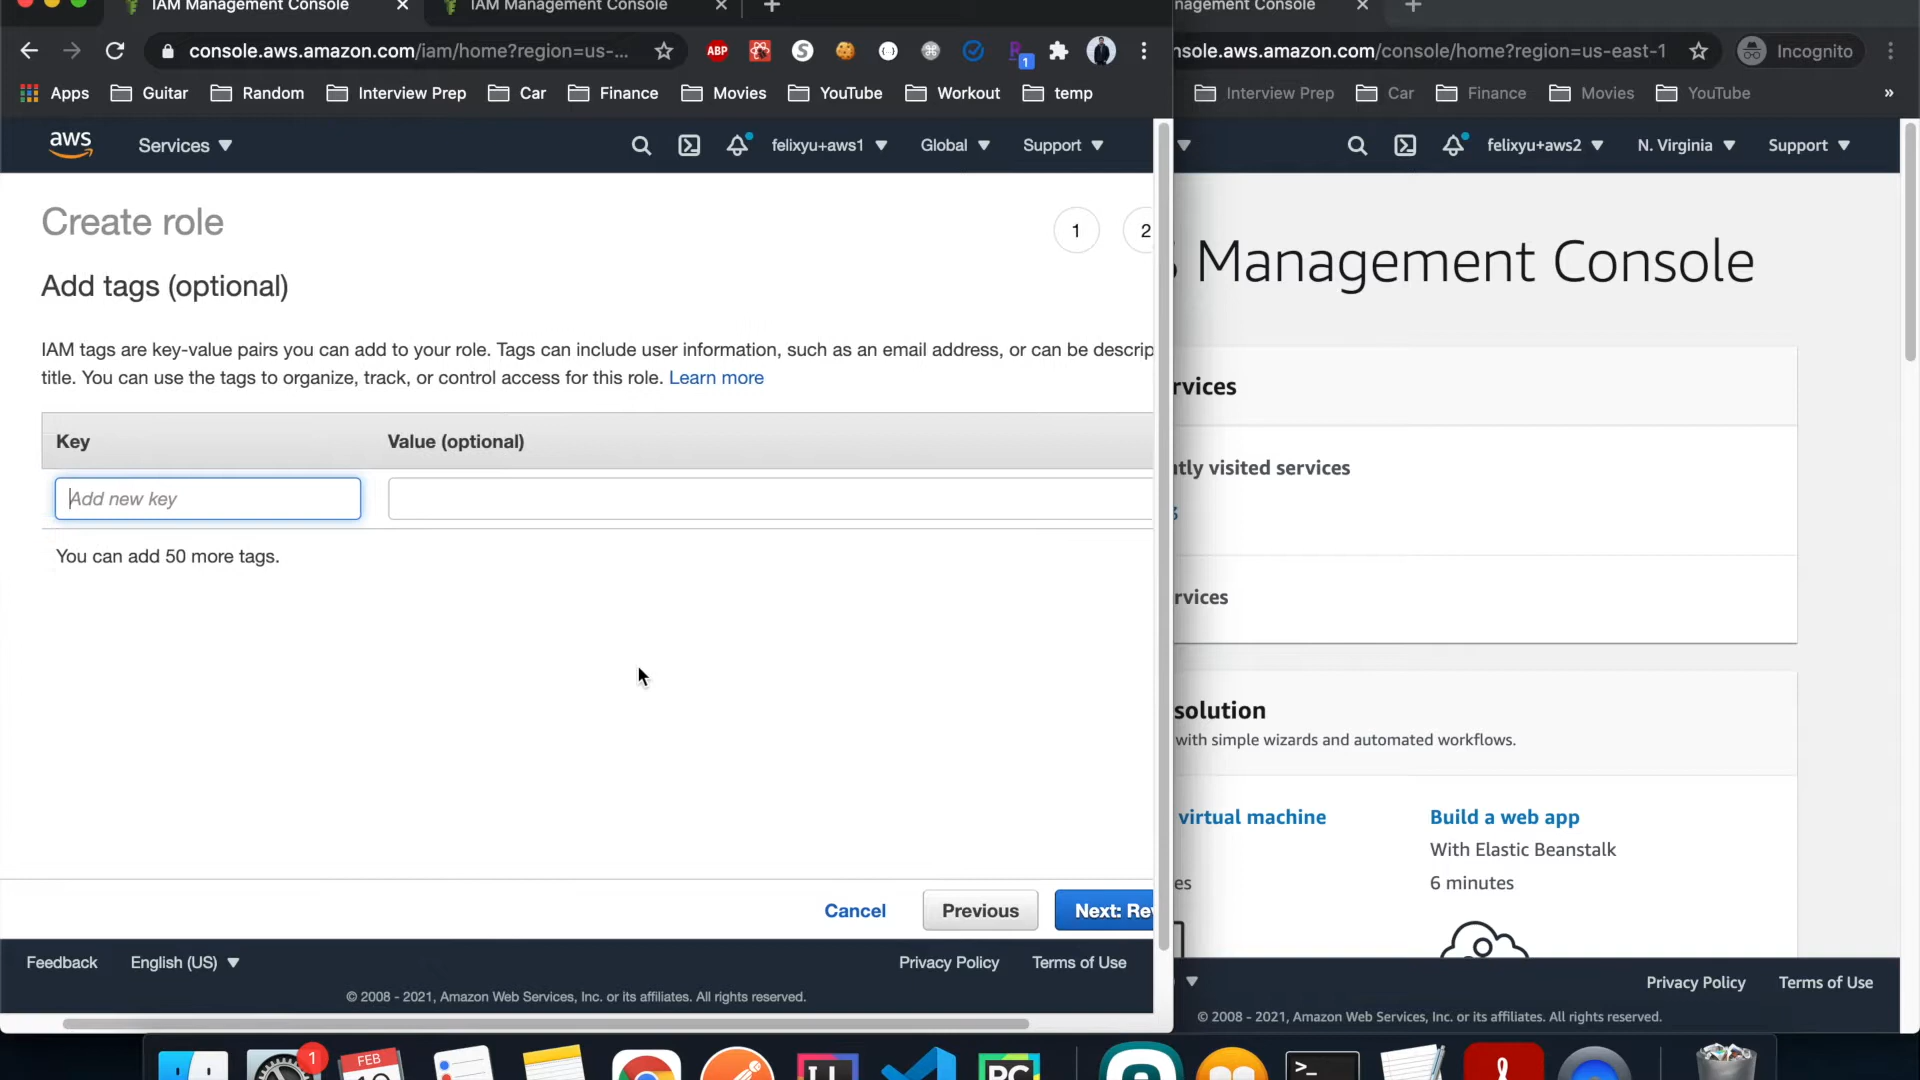 IAM Management Console
IAM Management Console
nagement Console
console.aws.amazon.com/iam/home?region=us-...
ABP
1
nsole.aws.amazon.com/console/home?region=us-east-1
Incognito
Apps
Guitar
Random
Interview Prep
Car
Finance
Movies
YouTube
Workout
temp
Interview Prep
Car
Finance
Movies
YouTube
»
aws
Services
felixyu+aws1
Global
Support
felixyu+aws2
N. Virginia
Support
Create role
1
2
Management Console
Add tags (optional)
IAM tags are key-value pairs you can add to your role. Tags can include user information, such as an email address, or can be descrip
title. You can use the tags to organize, track, or control access for this role. Learn more
rvices
Key
Value (optional)
tly visited services
Add new key
You can add 50 more tags.
rvices
solution
with simple wizards and automated workflows.
virtual machine
Build a web app
With Elastic Beanstalk
es
6 minutes
Cancel
Previous
Next: Re
Feedback
English (US)
Privacy Policy
Terms of Use
© 2008 - 2021, Amazon Web Services, Inc. or its affiliates. All rights reserved.
Privacy Policy
Terms of Use
© 2008 - 2021, Amazon Web Services, Inc. or its affiliates. All rights reserved.
1
FEB
PC
>_